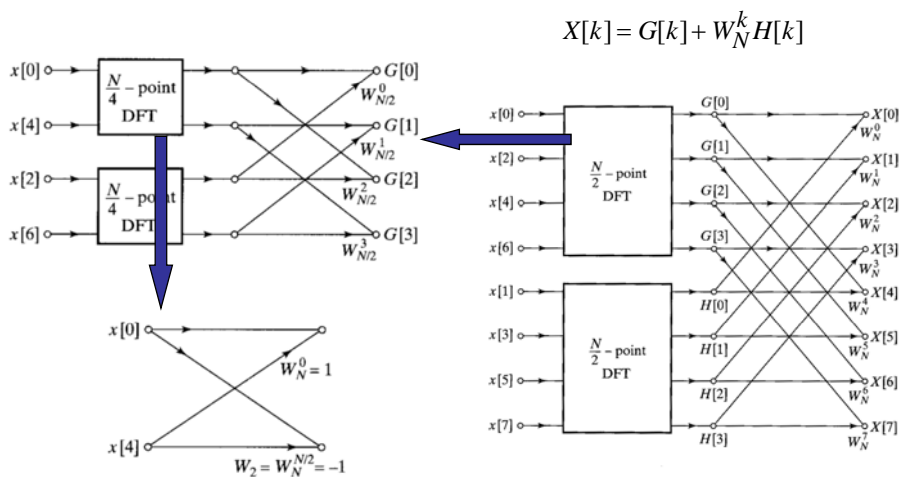 X[k] = G[k] + W_N^k H[k]
x[0]
x[4]
x[2]
x[6]
N/4 – point
DFT
N/4 – point
DFT
G[0]
W_{N/2}^0
G[1]
W_{N/2}^1
G[2]
W_{N/2}^2
G[3]
W_{N/2}^3
x[0]
x[4]
W_N^0 = 1
W_2 = W_N^{N/2} = –1
x[0]
x[2]
x[4]
x[6]
x[1]
x[3]
x[5]
x[7]
N/2 – point
DFT
N/2 – point
DFT
G[0]
G[1]
G[2]
G[3]
H[0]
H[1]
H[2]
H[3]
X[0]
W_N^0
X[1]
W_N^1
X[2]
W_N^2
X[3]
W_N^3
X[4]
W_N^4
X[5]
W_N^5
X[6]
W_N^6
X[7]
W_N^7